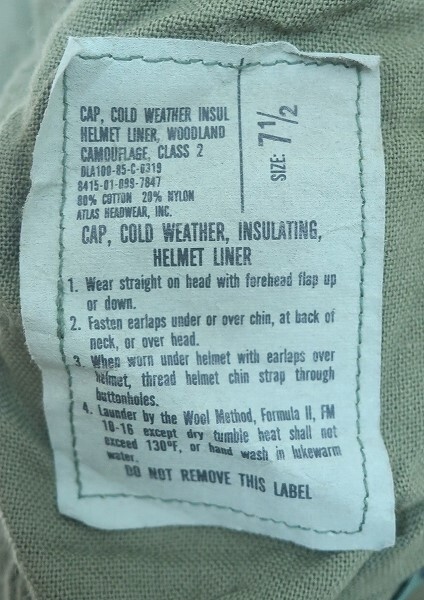 CAP, COLD WEATHER INSUL
HELMET LINER, WOODLAND
CAMOUFLAGE, CLASS 2
DLA100-85-C-0319
8415-01-099-7847
80% COTTON 20% NYLON
ATLAS HEADWEAR, INC.
SIZE: 7 1/2
CAP, COLD WEATHER, INSULATING,
HELMET LINER
1. Wear straight on head with forehead flap up
or down.
2. Fasten earlaps under or over chin, at back of
neck, or over head.
3. When worn under helmet with earlaps over
helmet, thread helmet chin strap through
buttonholes.
4. Launder by the Wool Method, Formula II, FM
10-16 except dry tumble heat shall not
exceed 130ºF, or hand wash in lukewarm
water.
DO NOT REMOVE THIS LABEL